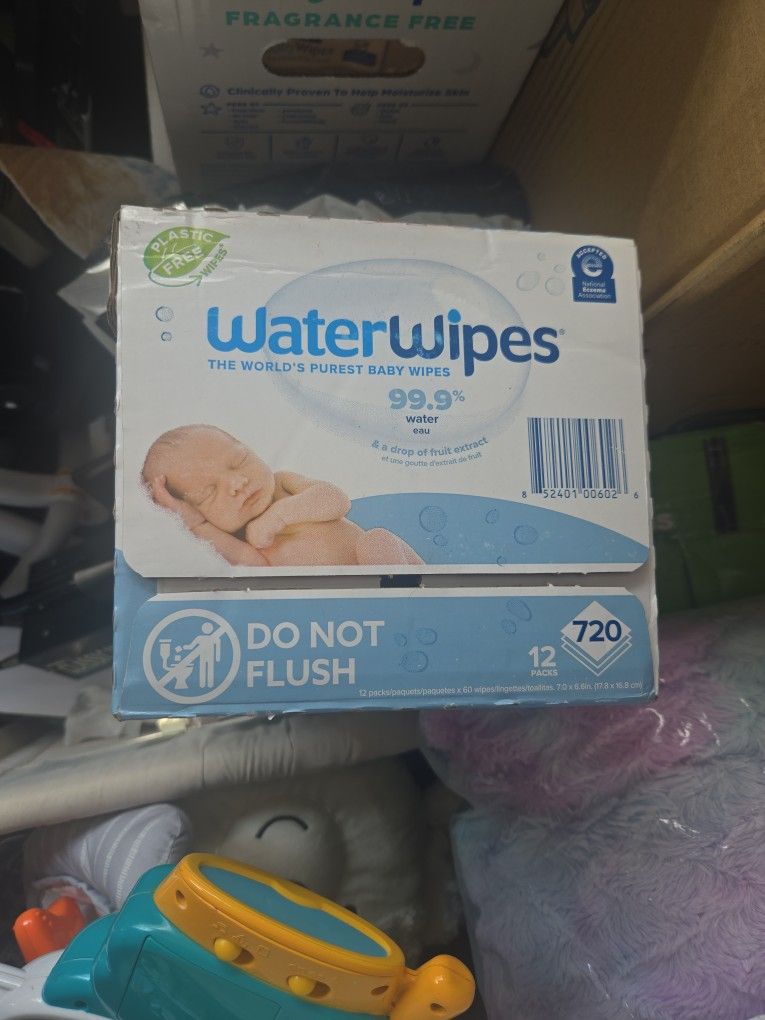 FRAGRANCE FREE
Clinically Proven To Help Moisturize Skin
PLASTIC
FREE
WIPES*
ACCEPTED
National
Eczema
Association
WaterWipes®
THE WORLD'S PUREST BABY WIPES
99.9%
water
eau
& a drop of fruit extract
et une goutte d'extrait de fruit
8 52401 00602 6
DO NOT
FLUSH
12
PACKS
720
12 packs/paquets/paquetes x 60 wipes/lingettes/toallitas. 7.0 x 6.6in. (17.8 x 16.8 cm)